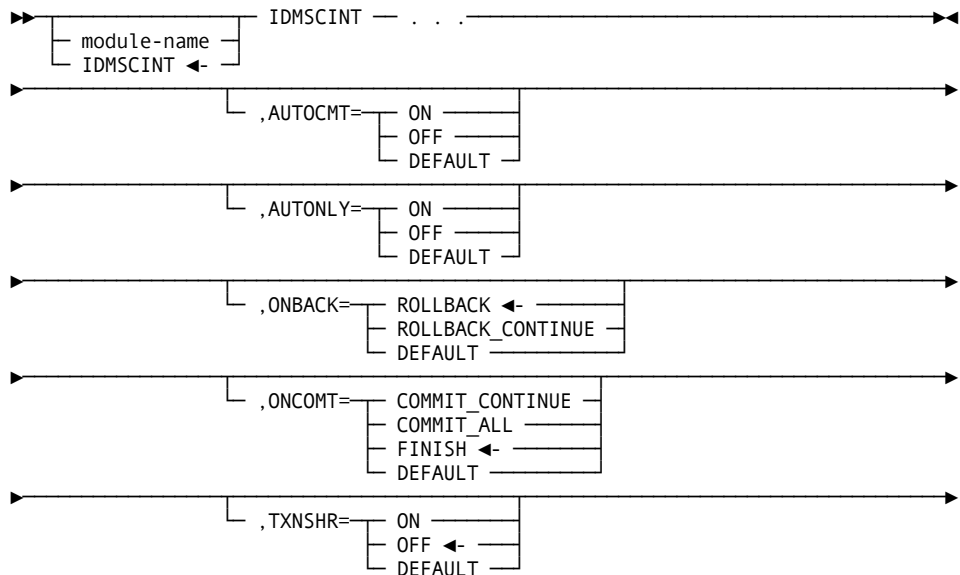 IDMSCINT . . .
module-name
IDMSCINT ◄-
,AUTOCMT= ON
OFF
DEFAULT
,AUTONLY= ON
OFF
DEFAULT
,ONBACK= ROLLBACK ◄-
ROLLBACK_CONTINUE
DEFAULT
,ONCOMT= COMMIT_CONTINUE
COMMIT_ALL
FINISH ◄-
DEFAULT
,TXNSHR= ON
OFF ◄-
DEFAULT